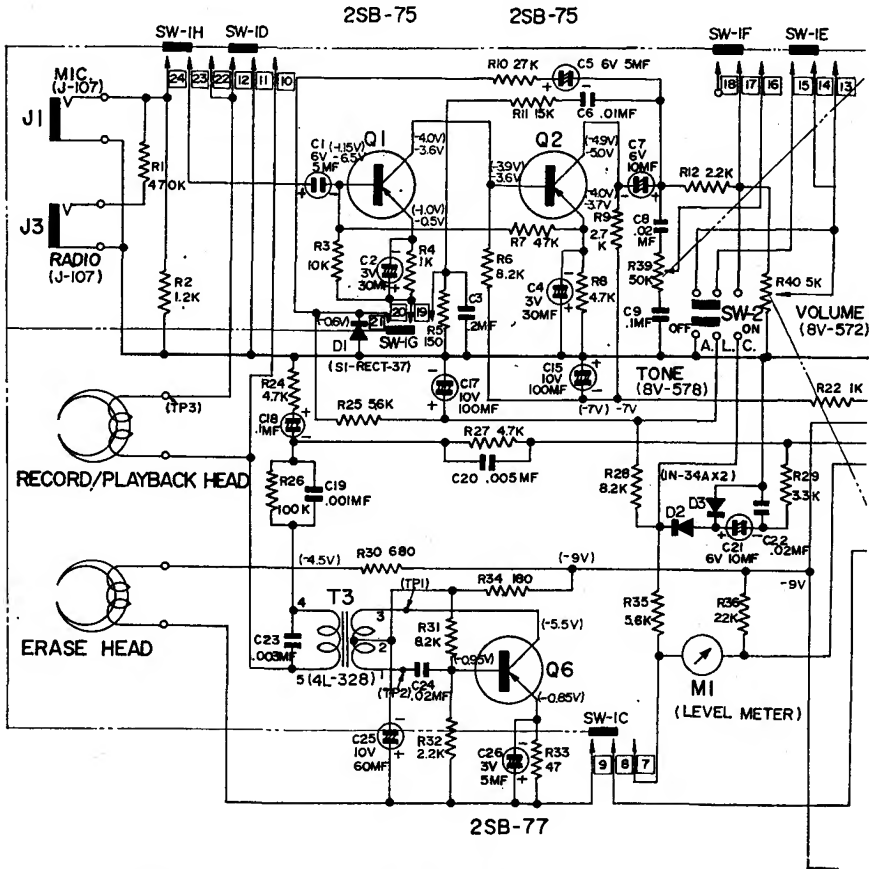 2SB-75 2SB-75
SW-1H SW-1D SW-1F SW-1E
24 23 22 12 11 10 18 17 16 15 14 13
MIC.
(J-107)
J1
R1
470K
J3
RADIO
(J-107)
R2
1.2K
R10 27K
C5 6V 5MF
R11 15K
C6 .01MF
C1
6V
5MF
(-1.15V)
-6.5V
Q1
(-4.0V)
-3.6V
(-1.0V)
-0.5V
R3
10K
C2
3V
30MF
R4
1K
Q2
(-3.9V)
-3.6V
(-4.9V)
-5.0V
(-4.0V)
-3.7V
R7
47K
R6
8.2K
C4
3V
30MF
R8
4.7K
R9
2.7
K
C7
6V
10MF
R12 2.2K
C8
.02
MF
R39
50K
C9
.1MF
R40 5K
SW-2
OFF ON
A. L. C.
VOLUME
(8V-572)
(-0.6V)
21 20 19
SW-1G
D1
(S1-RECT-37)
R5
150
C3
.2MF
C17
10V
100MF
C15
10V
100MF
(-7V) -7V
TONE
(8V-578)
R22 1K
(TP3)
RECORD/PLAYBACK HEAD
R24
4.7K
C18
.1MF
R25 5.6K
R27 4.7K
C20 .005MF
R26
100K
C19
.001MF
R28
8.2K
(IN-34AX2)
D2
D3
C21
6V 10MF
C22
.02MF
R29
3.3K
-9V
ERASE HEAD
(-4.5V)
R30 680
(-9V)
R34 180
(TP1)
T3
4 5 3 2 1
(4L-328)
C23
.003MF
(TP2)
C24
.02MF
R31
8.2K
(-0.95V)
Q6
(-5.5V)
(-0.85V)
R35
5.6K
R36
22K
M1
(LEVEL METER)
C25
10V
60MF
R32
2.2K
C26
3V
5MF
R33
47
SW-1C
9 8 7
2SB-77